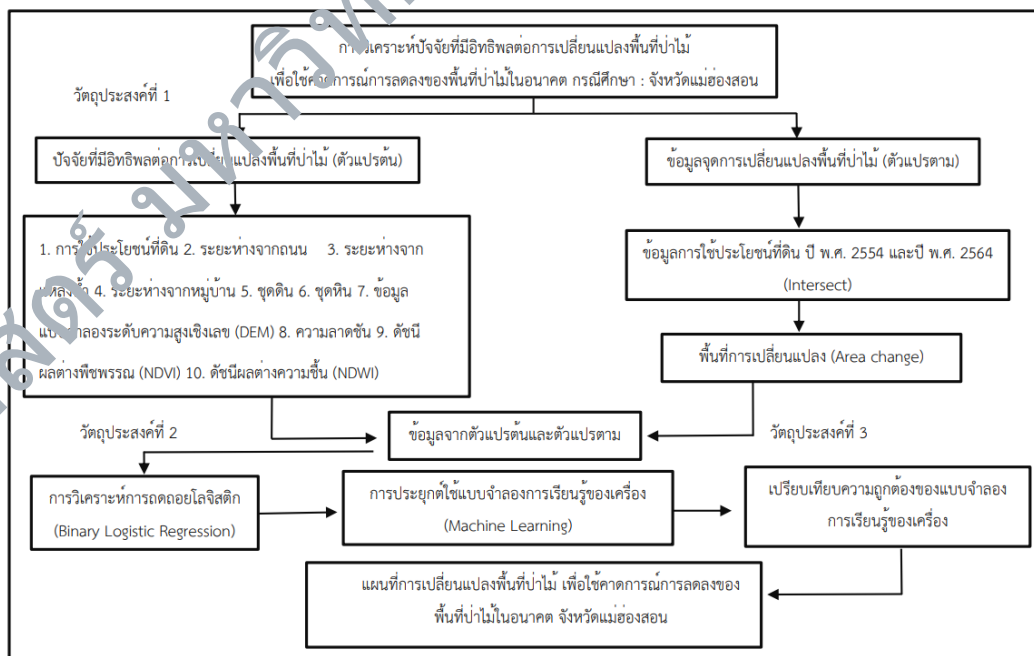 การวิเคราะห์ปัจจัยที่มีอิทธิพลต่อการเปลี่ยนแปลงพื้นที่ป่าไม้
เพื่อใช้คาดการณ์การลดลงของพื้นที่ป่าไม้ในอนาคต กรณีศึกษา : จังหวัดแม่ฮ่องสอน
วัตถุประสงค์ที่ 1
ปัจจัยที่มีอิทธิพลต่อการเปลี่ยนแปลงพื้นที่ป่าไม้ (ตัวแปรต้น)
ข้อมูลจุดการเปลี่ยนแปลงพื้นที่ป่าไม้ (ตัวแปรตาม)
1. การใช้ประโยชน์ที่ดิน 2. ระยะห่างจากถนน 3. ระยะห่างจาก
แหล่งน้ำ 4. ระยะห่างจากหมู่บ้าน 5. ชุดดิน 6. ชุดหิน 7. ข้อมูล
แบบจำลองระดับความสูงเชิงเลข (DEM) 8. ความลาดชัน 9. ดัชนี
ผลต่างพืชพรรณ (NDVI) 10. ดัชนีผลต่างความชื้น (NDWI)
ข้อมูลการใช้ประโยชน์ที่ดิน ปี พ.ศ. 2554 และปี พ.ศ. 2564
(Intersect)
พื้นที่การเปลี่ยนแปลง (Area change)
วัตถุประสงค์ที่ 2
ข้อมูลจากตัวแปรต้นและตัวแปรตาม
วัตถุประสงค์ที่ 3
การวิเคราะห์การถดถอยโลจิสติก
(Binary Logistic Regression)
การประยุกต์ใช้แบบจำลองการเรียนรู้ของเครื่อง
(Machine Learning)
เปรียบเทียบความถูกต้องของแบบจำลอง
การเรียนรู้ของเครื่อง
แผนที่การเปลี่ยนแปลงพื้นที่ป่าไม้ เพื่อใช้คาดการณ์การลดลงของ
พื้นที่ป่าไม้ในอนาคต จังหวัดแม่ฮ่องสอน